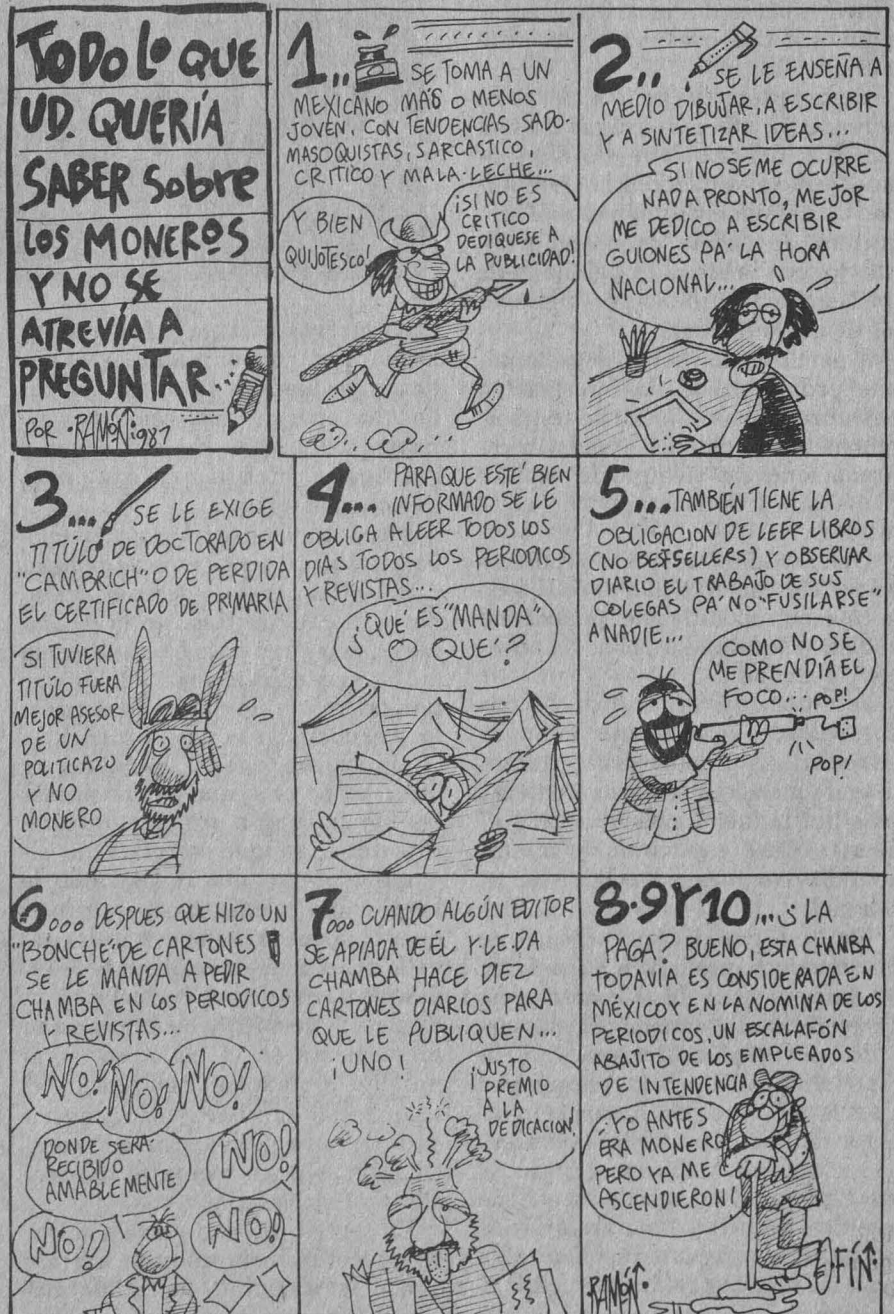 TODO LO QUE
UD. QUERÍA
SABER SObre
LOS MONEROS
Y NO SE
ATREVÍA A
PREGUNTAR...
POR •RAMÓN•987
1.. SE TOMA A UN
MEXICANO MÁS O MENOS
JOVEN, CON TENDENCIAS SADO-
MASOQUISTAS, SARCASTICO,
CRITICO Y MALA-LECHE...
Y BIEN
QUIJOTESCO!
¡SI NO ES
CRITICO
DEDIQUESE A
LA PUBLICIDAD!
2.. SE LE ENSEÑA A
MEDIO DIBUJAR, A ESCRIBIR
Y A SINTETIZAR IDEAS...
SI NO SE ME OCURRE
NADA PRONTO, MEJOR
ME DEDICO A ESCRIBIR
GUIONES PA' LA HORA
NACIONAL...
3... SE LE EXIGE
TITÚLO DE DOCTORADO EN
"CAMBRICH" O DE PERDIDA
EL CERTIFICADO DE PRIMARIA
SI TUVIERA
TITÚLO FUERA
MEJOR ASESOR
DE UN
POLITICAZO
Y NO
MONERO
4... PARA QUE ESTÉ BIEN
INFORMADO SE LE
OBLIGA A LEER TODOS LOS
DIAS TODOS LOS PERIODICOS
Y REVISTAS...
¿QUÉ ES "MANDA"
O QUÉ?
5... TAMBIÉN TIENE LA
OBLIGACION DE LEER LIBROS
(NO BESTSELLERS) Y OBSERVAR
DIARIO EL TRABAJO DE SUS
COLEGAS PA' NO "FUSILARSE"
A NADIE...
COMO NO SE
ME PRENDÍA EL
FOCO...
POP!
POP!
6... DESPUES QUE HIZO UN
"BONCHE" DE CARTONES
SE LE MANDA A PEDIR
CHAMBA EN LOS PERIODICOS
Y REVISTAS...
NO! NO! NO!
DONDE SERÁ
RECIBIDO
AMABLEMENTE
NO!
NO!
NO!
7... CUANDO ALGÚN EDITOR
SE APIADA DE ÉL Y LE DA
CHAMBA HACE DIEZ
CARTONES DIARIOS PARA
QUE LE PUBLIQUEN...
¡UNO!
¡JUSTO
PREMIO
A LA
DEDICACION!
8•9 Y 10...¿LA
PAGA? BUENO, ESTA CHAMBA
TODAVÍA ES CONSIDERADA EN
MÉXICO Y EN LA NOMINA DE LOS
PERIODICOS, UN ESCALAFÓN
ABAJITO DE LOS EMPLEADOS
DE INTENDENCIA
¡YO ANTES
ERA MONERO
PERO YA ME
ASCENDIERON!
RAMÓN•
FÍN•